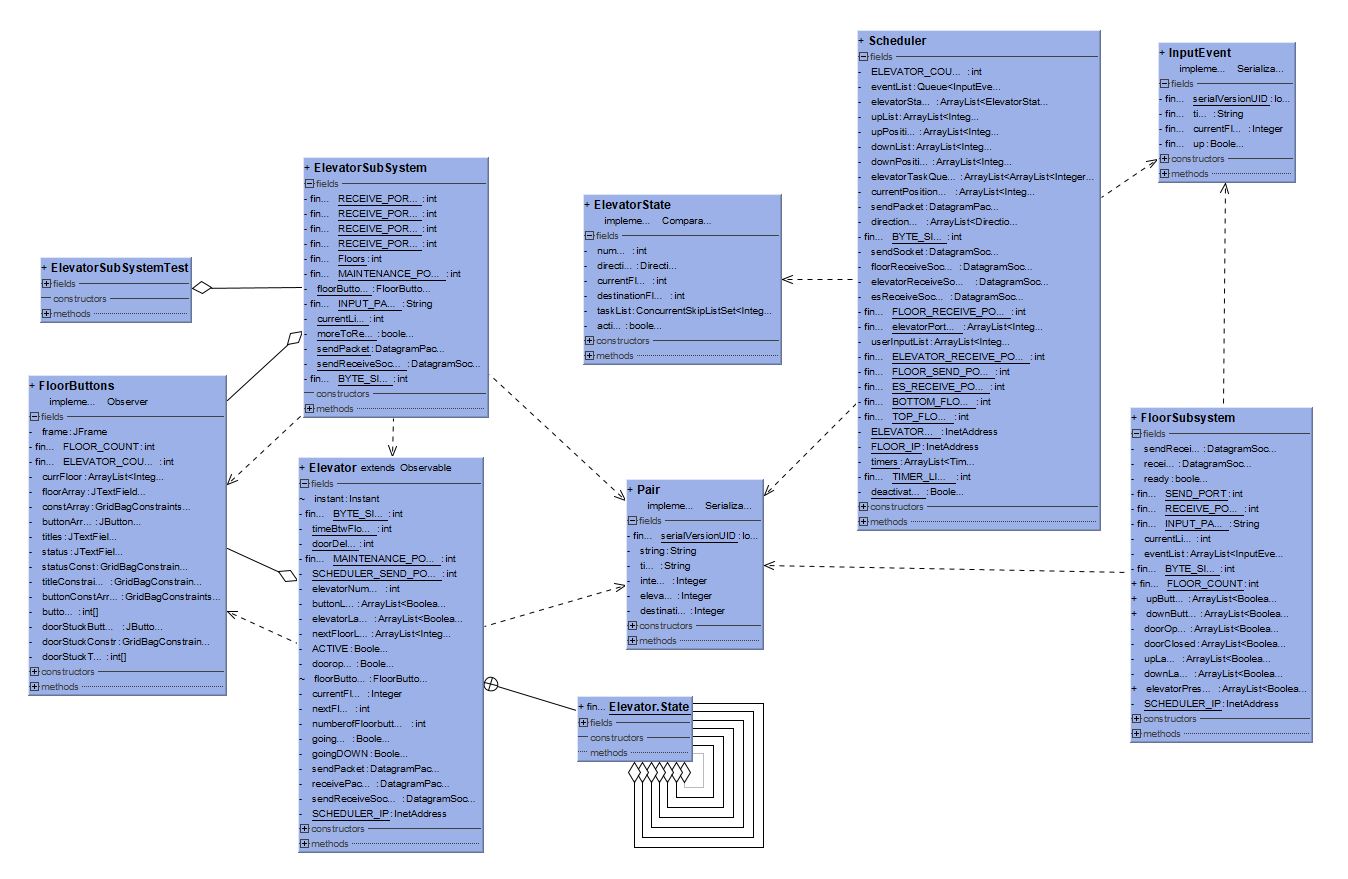 + ElevatorSubSystemTest
fields
constructors
methods
+ FloorButtons
impleme... Observer
fields
- frame: JFrame
- fin... FLOOR_COUNT: int
- fin... ELEVATOR_COU... : int
- currFloor: ArrayList<Integ...
- floorArray: JTextField...
- constArray: GridBagConstraints...
- buttonArr... : JButton...
- titles: JTextFiel...
- status: JTextFiel...
- statusConst: GridBagConstrain...
- titleConstrai... : GridBagConstrain...
- buttonConstArr... : GridBagConstraints...
- butto... : int[]
- doorStuckButt... : JButto...
- doorStuckConstr: GridBagConstrain...
- doorStuckT... : int[]
constructors
methods
+ ElevatorSubSystem
fields
- fin... RECEIVE_POR... : int
- fin... RECEIVE_POR... : int
- fin... RECEIVE_POR... : int
- fin... RECEIVE_POR... : int
- fin... Floors: int
- fin... MAINTENANCE_PO... : int
- floorButto... : FloorButto...
- fin... INPUT_PA... : String
- currentLi... : int
- moreToRe... : boole...
- sendPacket: DatagramPac...
- sendReceiveSoc... : DatagramSoc...
- fin... BYTE_SI... : int
constructors
methods
+ Elevator extends Observable
fields
~ instant: Instant
- fin... BYTE_SI... : int
- timeBtwFlo... : int
- doorDel... : int
- fin... MAINTENANCE_PO... : int
- SCHEDULER_SEND_PO... : int
- elevatorNum... : int
- buttonL... : ArrayList<Boolea...
- elevatorLa... : ArrayList<Boolea...
- nextFloorL... : ArrayList<Integ...
- ACTIVE: Boole...
- doorop... : Boole...
~ floorButto... : FloorButto...
- currentFl... : Integer
- nextFl... : int
- numberofFloorbutt... : int
- going... : Boole...
- goingDOWN: Boole...
- sendPacket: DatagramPac...
- receivePac... : DatagramPac...
- sendReceiveSoc... : DatagramSoc...
- SCHEDULER_IP: InetAddress
constructors
methods
+ ElevatorState
impleme... Compara...
fields
- num... : int
- directi... : Directi...
- currentFl... : int
- destinationFl... : int
- taskList: ConcurrentSkipListSet<Integ...
- acti... : boole...
constructors
methods
+ Pair
impleme... Serializa...
fields
- fin... serialVersionUID: lo...
- string: String
- ti... : String
- inte... : Integer
- eleva... : Integer
- destinati... : Integer
constructors
methods
+ fin... Elevator.State
fields
constructors
methods
+ Scheduler
fields
- ELEVATOR_COU... : int
- eventList: Queue<InputEve...
- elevatorSta... : ArrayList<ElevatorStat...
- upList: ArrayList<Integ...
- upPositi... : ArrayList<Integ...
- downList: ArrayList<Integ...
- downPositi... : ArrayList<Integ...
- elevatorTaskQue... : ArrayList<ArrayList<Integer...
- currentPosition... : ArrayList<Integ...
- sendPacket: DatagramPac...
- direction... : ArrayList<Directio...
- fin... BYTE_SI... : int
- sendSocket: DatagramSoc...
- floorReceiveSoc... : DatagramSoc...
- elevatorReceiveSo... : DatagramSoc...
- esReceiveSoc... : DatagramSoc...
- fin... FLOOR_RECEIVE_PO... : int
- fin... elevatorPort... : ArrayList<Integ...
- userInputList: ArrayList<Integ...
- fin... ELEVATOR_RECEIVE_PO... : int
- fin... FLOOR_SEND_PO... : int
- fin... ES_RECEIVE_PO... : int
- fin... BOTTOM_FLO... : int
- fin... TOP_FLO... : int
- ELEVATOR... : InetAddress
- FLOOR_IP: InetAddress
- timers: ArrayList<Tim...
- fin... TIMER_LI... : int
- deactivat... : Boole...
constructors
methods
+ InputEvent
impleme... Serializa...
fields
- fin... serialVersionUID: lo...
- fin... ti... : String
- fin... currentFl... : Integer
- fin... up: Boole...
constructors
methods
+ FloorSubsystem
fields
- sendRecei... : DatagramSoc...
- recei... : DatagramSoc...
- ready: boole...
- fin... SEND_PORT: int
- fin... RECEIVE_PO... : int
- fin... INPUT_PA... : String
- currentLi... : int
- eventList: ArrayList<InputEve...
- fin... BYTE_SI... : int
+ fin... FLOOR_COUNT: int
+ upButt... : ArrayList<Boolea...
+ downButt... : ArrayList<Boolea...
- doorOp... : ArrayList<Boolea...
- doorClosed: ArrayList<Boolea...
- upLa... : ArrayList<Boolea...
- downLa... : ArrayList<Boolea...
+ elevatorPres... : ArrayList<Boolea...
- SCHEDULER_IP: InetAddress
constructors
methods